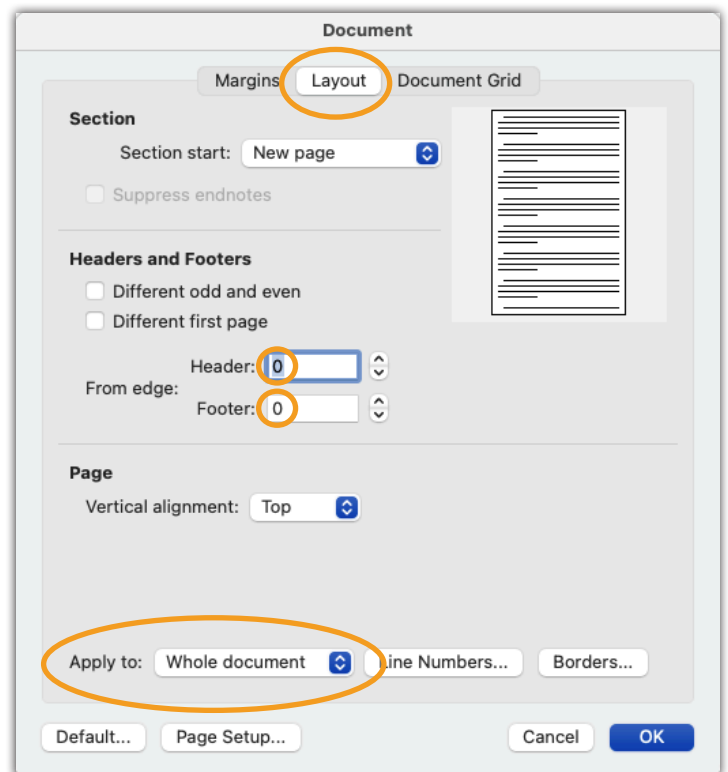 Document
Margins Layout Document Grid
Section
Section start: New page
Suppress endnotes
Headers and Footers
Different odd and even
Different first page
Header: 0
From edge:
Footer: 0
Page
Vertical alignment: Top
Apply to: Whole document Line Numbers... Borders...
Default... Page Setup... Cancel OK